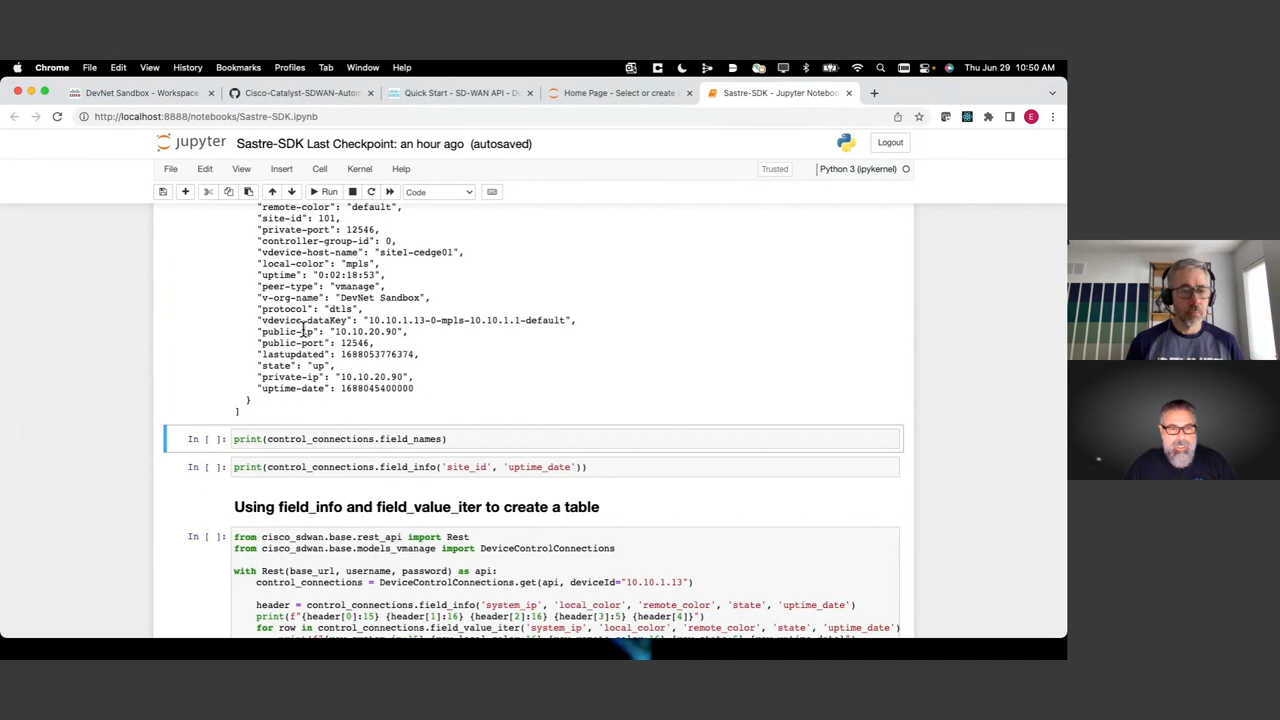 Chrome File Edit View History Bookmarks Profiles Tab Window Help Thu Jun 29 10:50 AM
DevNet Sandbox - Workspace Cisco-Catalyst-SDWAN-Autom Quick Start - SD-WAN API - D Home Page - Select or create Sastre-SDK - Jupyter Notebook
http://localhost:8888/notebooks/Sastre-SDK.ipynb E
jupyter Sastre-SDK Last Checkpoint: an hour ago (autosaved) Logout
File Edit View Insert Cell Kernel Help Trusted Python 3 (ipykernel)
Run Code
"remote-color": "default",
"site-id": 101,
"private-port": 12546,
"controller-group-id": 0,
"vdevice-host-name": "site1-cedge01",
"local-color": "mpls",
"uptime": "0:02:18:53",
"peer-type": "vmanage",
"v-org-name": "DevNet Sandbox",
"protocol": "dtls",
"vdevice-dataKey": "10.10.1.13-0-mpls-10.10.1.1-default",
"public-ip": "10.10.20.90",
"public-port": 12546,
"lastupdated": 1688053776374,
"state": "up",
"private-ip": "10.10.20.90",
"uptime-date": 1688045400000
}
]
In [ ]: print(control_connections.field_names)
In [ ]: print(control_connections.field_info('site_id', 'uptime_date'))
Using field_info and field_value_iter to create a table
In [ ]: from cisco_sdwan.base.rest_api import Rest
from cisco_sdwan.base.models_vmanage import DeviceControlConnections
with Rest(base_url, username, password) as api:
control_connections = DeviceControlConnections.get(api, deviceId="10.10.1.13")
header = control_connections.field_info('system_ip', 'local_color', 'remote_color', 'state', 'uptime_date')
print(f"{header[0]:15} {header[1]:16} {header[2]:16} {header[3]:5} {header[4]}")
for row in control_connections.field_value_iter('system_ip', 'local_color', 'remote_color', 'state', 'uptime_date')